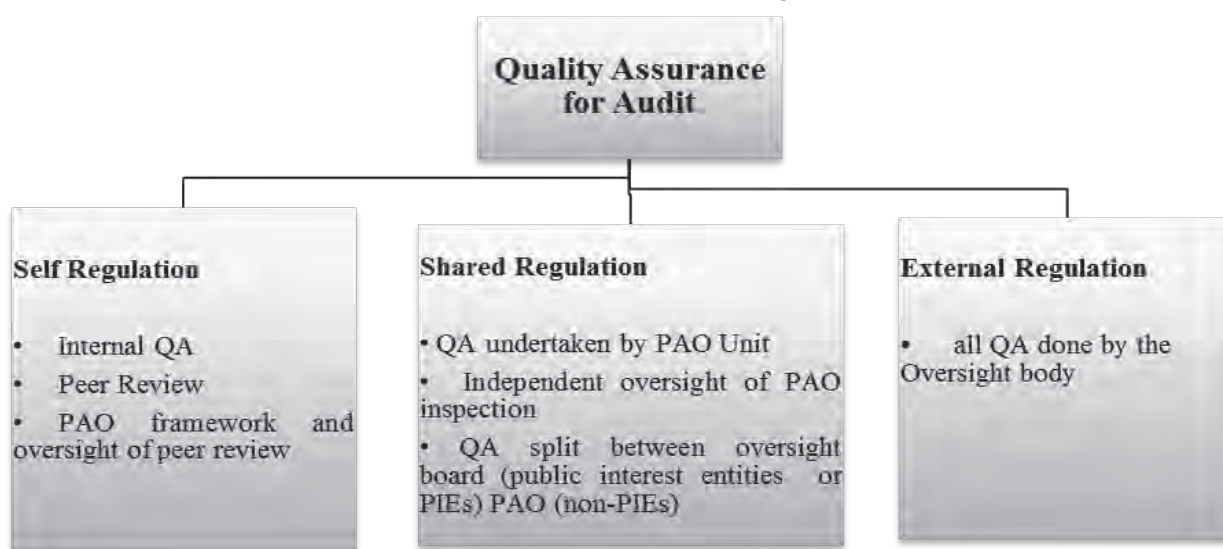 Quality Assurance
for Audit
Self Regulation
• Internal QA
• Peer Review
• PAO framework and
oversight of peer review
Shared Regulation
• QA undertaken by PAO Unit
• Independent oversight of PAO
inspection
• QA split between oversight
board (public interest entities or
PIEs) PAO (non-PIEs)
External Regulation
• all QA done by the
Oversight body